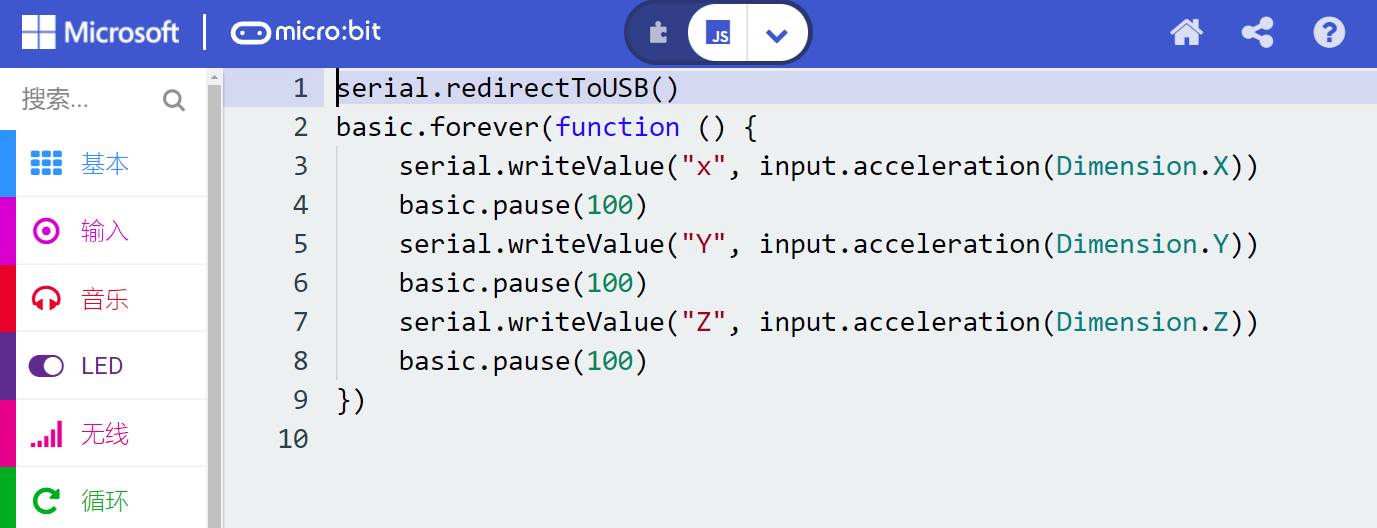 Microsoft micro:bit JS
搜索...
基本
输入
音乐
LED
无线
循环
1 serial.redirectToUSB()
2 basic.forever(function () {
3     serial.writeValue("x", input.acceleration(Dimension.X))
4     basic.pause(100)
5     serial.writeValue("Y", input.acceleration(Dimension.Y))
6     basic.pause(100)
7     serial.writeValue("Z", input.acceleration(Dimension.Z))
8     basic.pause(100)
9 })
10